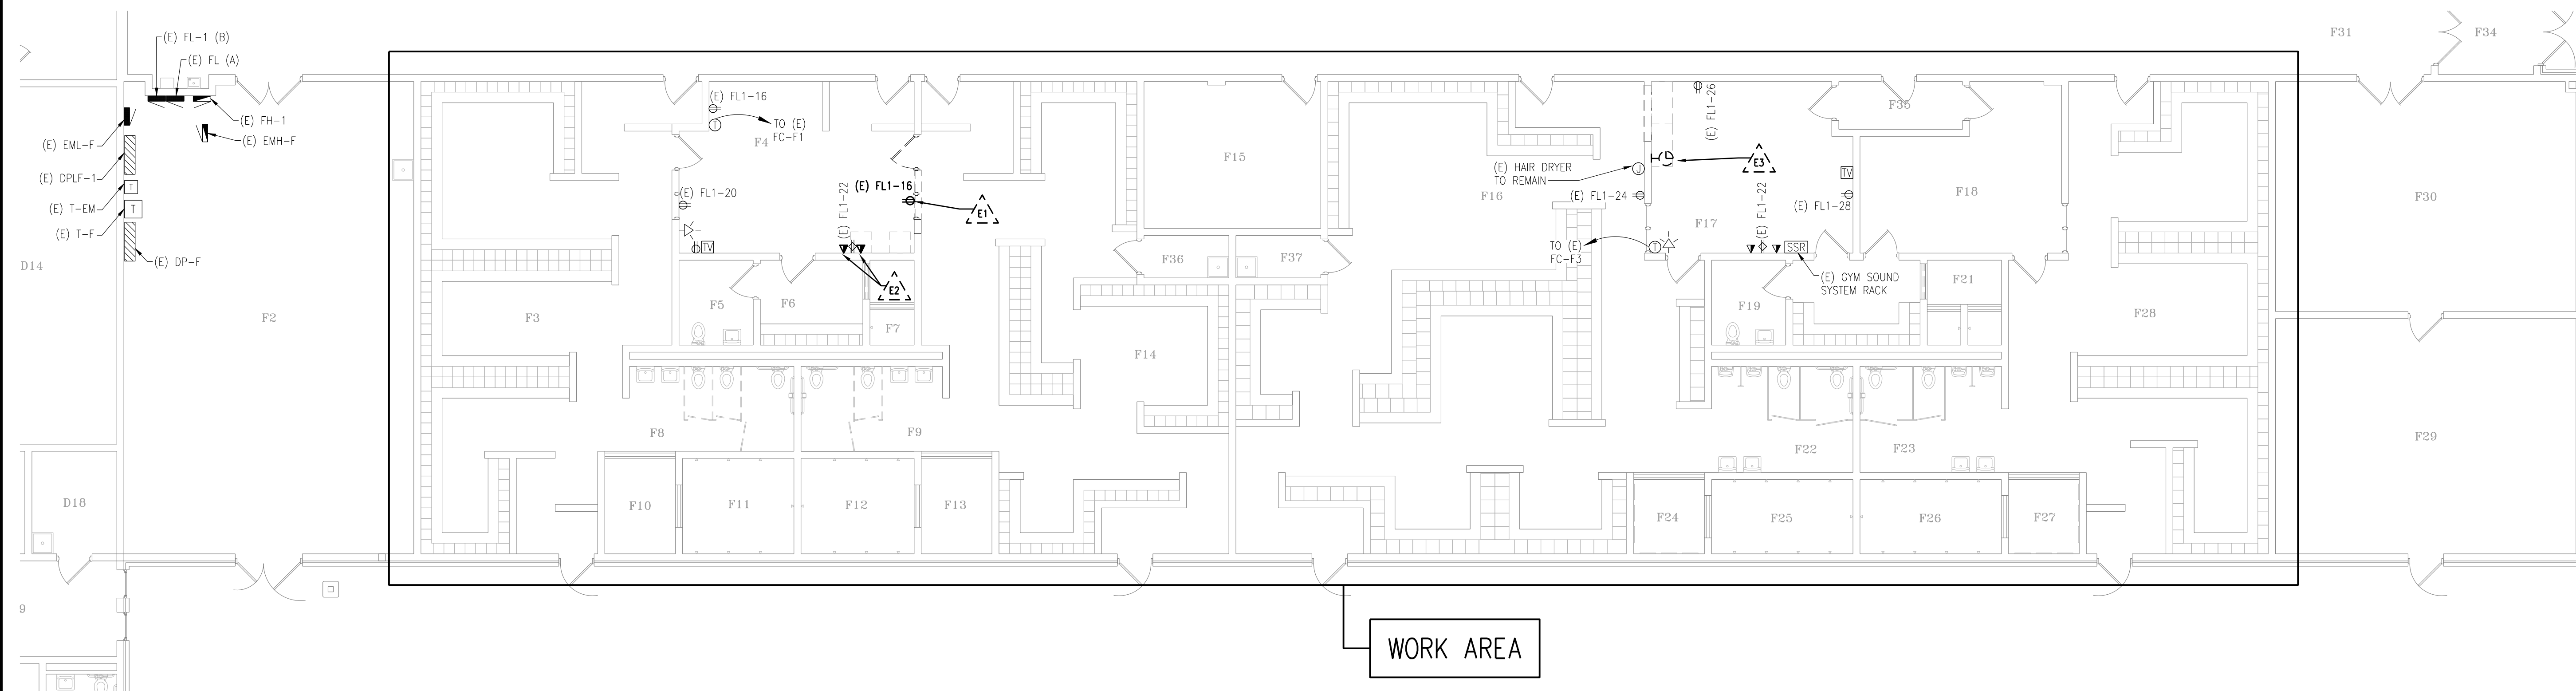 (E) FL-1 (B)
(E) FL (A)
(E) FH-1
(E) EMH-F
(E) EML-F
(E) DPLF-1
T
(E) T-EM
T
(E) T-F
(E) DP-F
D14
F2
D18
9
(E) FL1-16
T
TO (E)
FC-F1
F4
(E) FL1-20
TV
(E) FL1-22
(E) FL1-16
E1
E2
F3
F5
F6
F7
F8
F9
F10
F11
F12
F13
F14
F15
F36
F37
F16
(E) HAIR DRYER
TO REMAIN
J
(E) FL1-24
TO (E)
FC-F3
T
(E) FL1-26
E3
F17
(E) FL1-22
TV
(E) FL1-28
SSR
(E) GYM SOUND
SYSTEM RACK
F35
F18
F19
F21
F22
F23
F24
F25
F26
F27
F28
F31
F34
F30
F29
WORK AREA